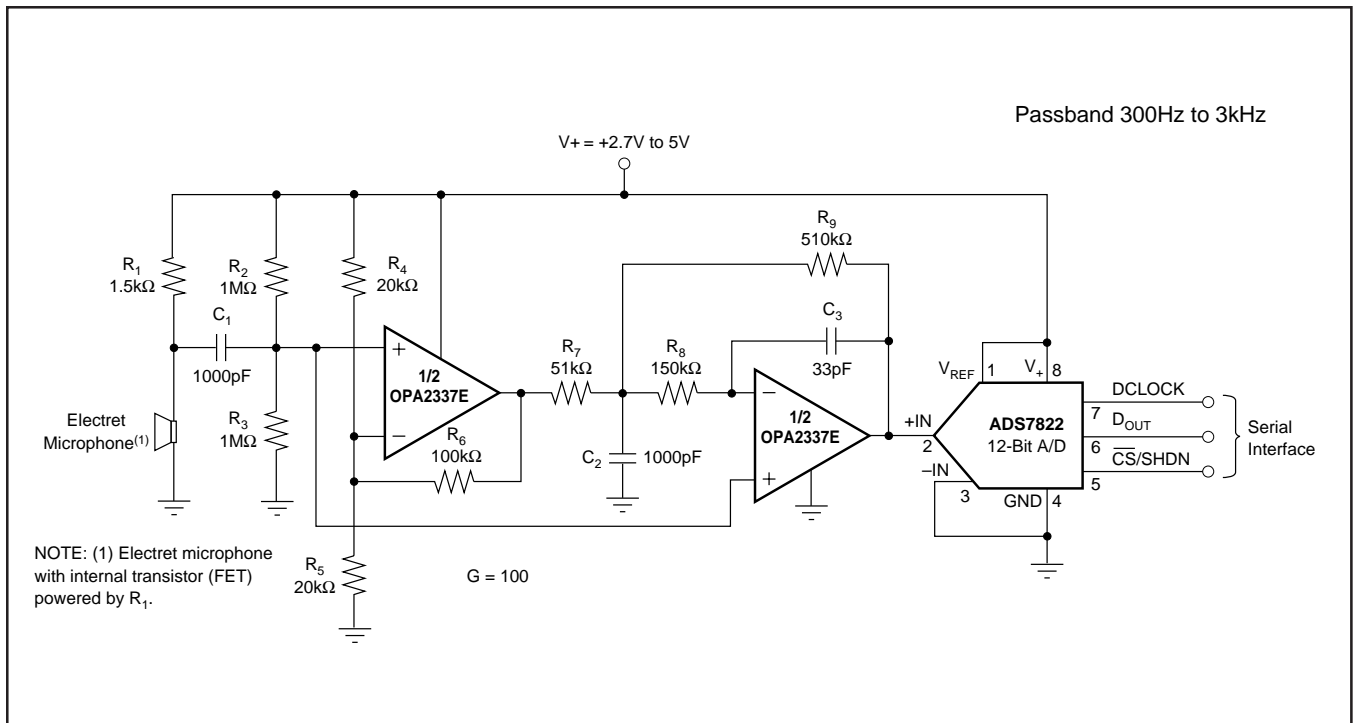 Passband 300Hz to 3kHz
V+ = +2.7V to 5V
R1
1.5kΩ
R2
1MΩ
R4
20kΩ
R9
510kΩ
C1
1000pF
C3
33pF
R7
51kΩ
R8
150kΩ
+
1/2
OPA2337E
–
–
1/2
OPA2337E
+
Electret
Microphone(1)
R3
1MΩ
R6
100kΩ
C2
1000pF
VREF
1
V+
8
+IN
2
–IN
3
ADS7822
12-Bit A/D
GND
4
DCLOCK
7
DOUT
6
CS/SHDN
5
Serial
Interface
NOTE: (1) Electret microphone
with internal transistor (FET)
powered by R1.
R5
20kΩ
G = 100